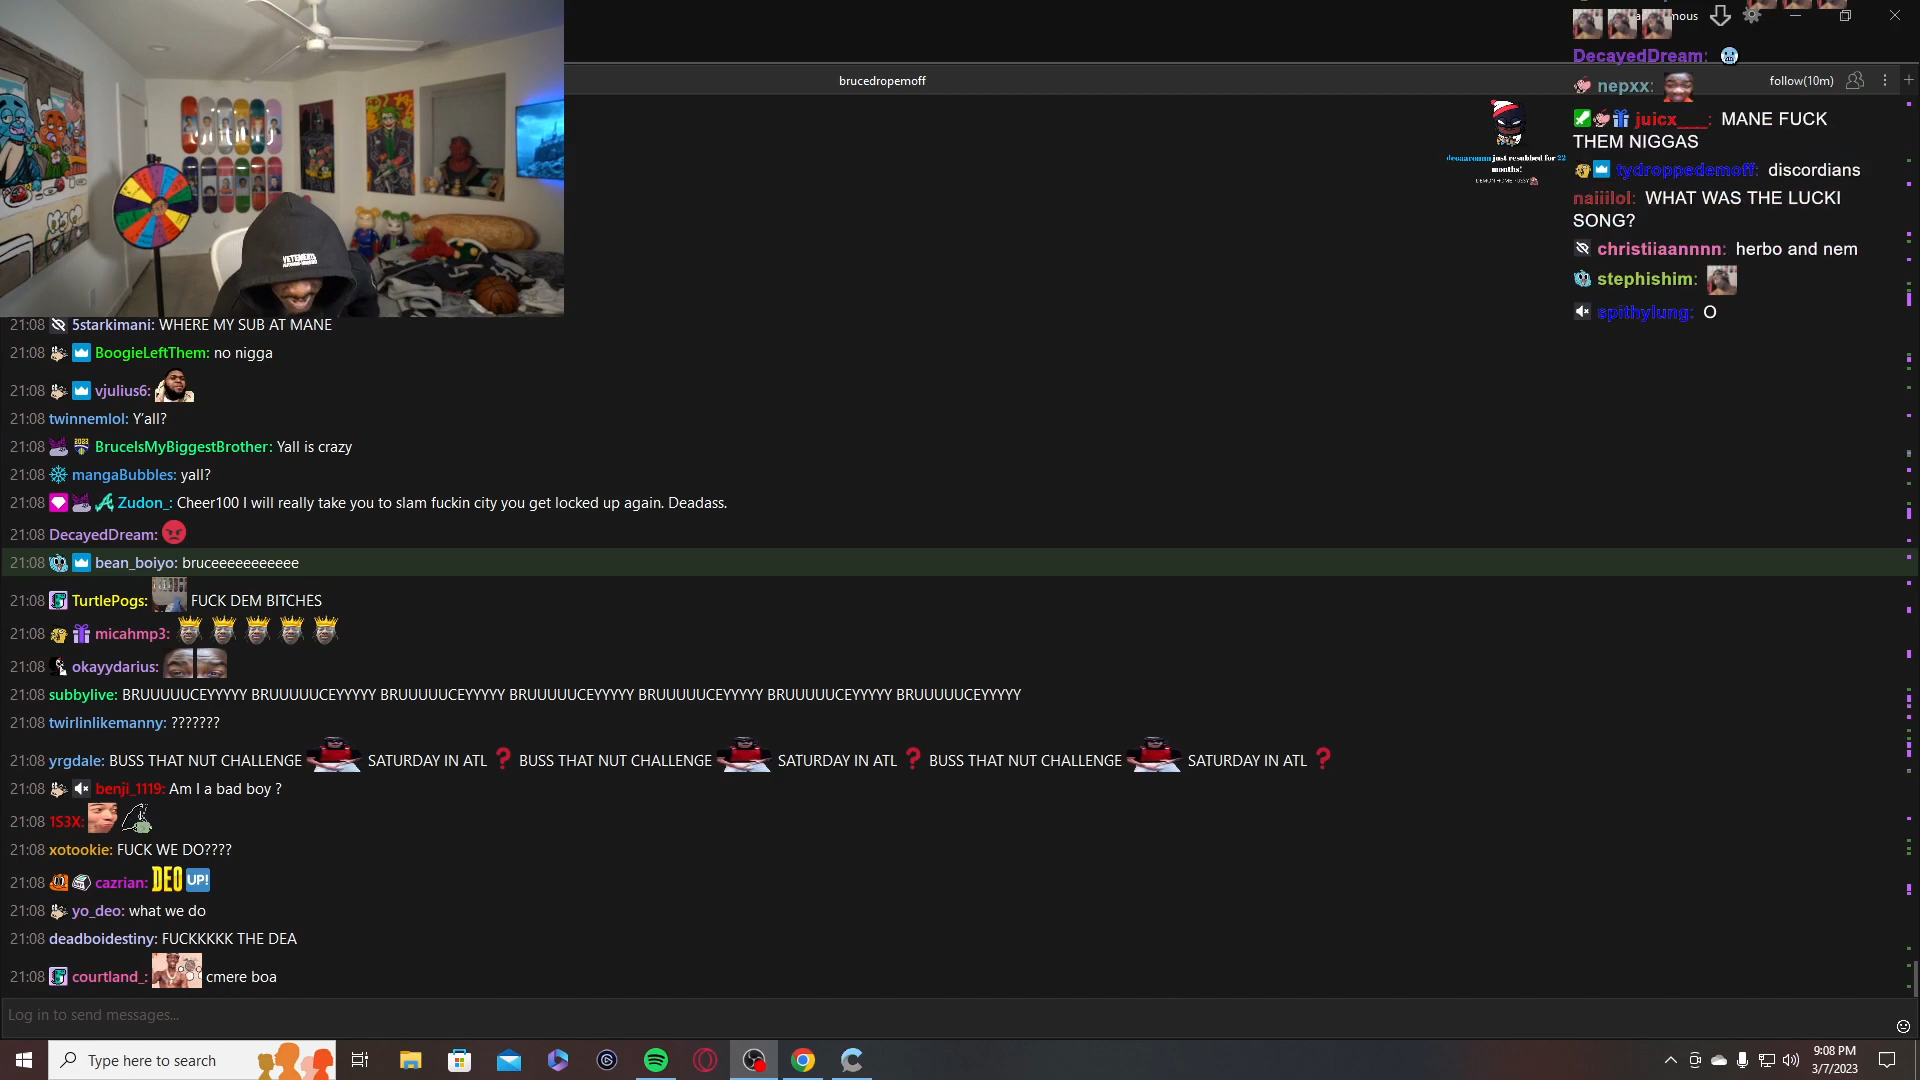 VETEMENTS
brucedropemoff
follow(10m)
mous
deoaaronnn just resubbed for 22
months!
DecayedDream:
nepxx:
juicx___: MANE FUCK
THEM NIGGAS
tydroppedemoff: discordians
naiiilol: WHAT WAS THE LUCKI
SONG?
christiiaannnn: herbo and nem
stephishim:
spithylung: O
21:08 5starkimani: WHERE MY SUB AT MANE
21:08 BoogieLeftThem: no nigga
21:08 vjulius6:
21:08 twinnemlol: Y'all?
21:08 BruceIsMyBiggestBrother: Yall is crazy
21:08 mangaBubbles: yall?
21:08 Zudon_: Cheer100 I will really take you to slam fuckin city you get locked up again. Deadass.
21:08 DecayedDream:
21:08 bean_boiyo: bruceeeeeeeeeee
21:08 TurtlePogs: FUCK DEM BITCHES
21:08 micahmp3:
21:08 okayydarius:
21:08 subbylive: BRUUUUUCEYYYYY BRUUUUUCEYYYYY BRUUUUUCEYYYYY BRUUUUUCEYYYYY BRUUUUUCEYYYYY BRUUUUUCEYYYYY BRUUUUUCEYYYYY
21:08 twirlinlikemanny: ???????
21:08 yrgdale: BUSS THAT NUT CHALLENGE SATURDAY IN ATL ❓ BUSS THAT NUT CHALLENGE SATURDAY IN ATL ❓ BUSS THAT NUT CHALLENGE SATURDAY IN ATL ❓
21:08 benji_1119: Am I a bad boy ?
21:08 1S3X:
21:08 xotookie: FUCK WE DO????
21:08 cazrian: DEO UP!
21:08 yo_deo: what we do
21:08 deadboidestiny: FUCKKKKK THE DEA
21:08 courtland_: cmere boa
Log in to send messages...
Type here to search
9:08 PM
3/7/2023